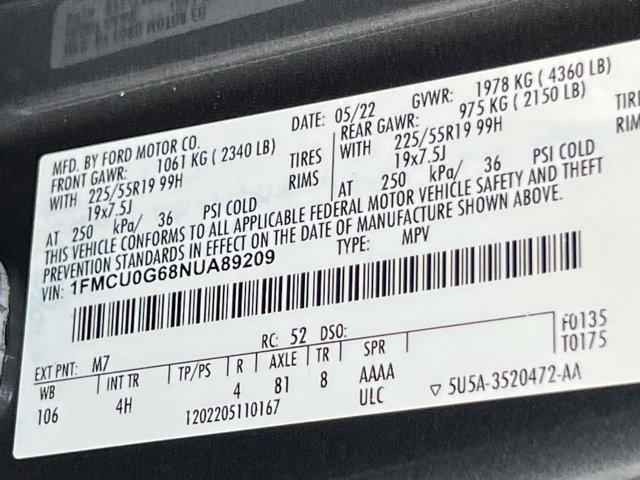 MFD. BY FORD MOTOR CO.
DATE: 05/22
GVWR: 1978 KG ( 4360 LB)
FRONT GAWR: 1061 KG ( 2340 LB)
REAR GAWR: 975 KG ( 2150 LB)
WITH 225/55R19 99H TIRES
WITH 225/55R19 99H TIRE
19x7.5J RIMS
19x7.5J RIM
AT 250 kPa/ 36 PSI COLD
AT 250 kPa/ 36 PSI COLD
THIS VEHICLE CONFORMS TO ALL APPLICABLE FEDERAL MOTOR VEHICLE SAFETY AND THEFT
PREVENTION STANDARDS IN EFFECT ON THE DATE OF MANUFACTURE SHOWN ABOVE.
VIN: 1FMCU0G68NUA89209
TYPE: MPV
EXT PNT: M7
RC: 52 DSO:
F0135
T0175
WB INT TR TP/PS R AXLE TR SPR
106 4H 4 81 8 AAAA
ULC
1202205110167
▽ 5U5A-3520472-AA